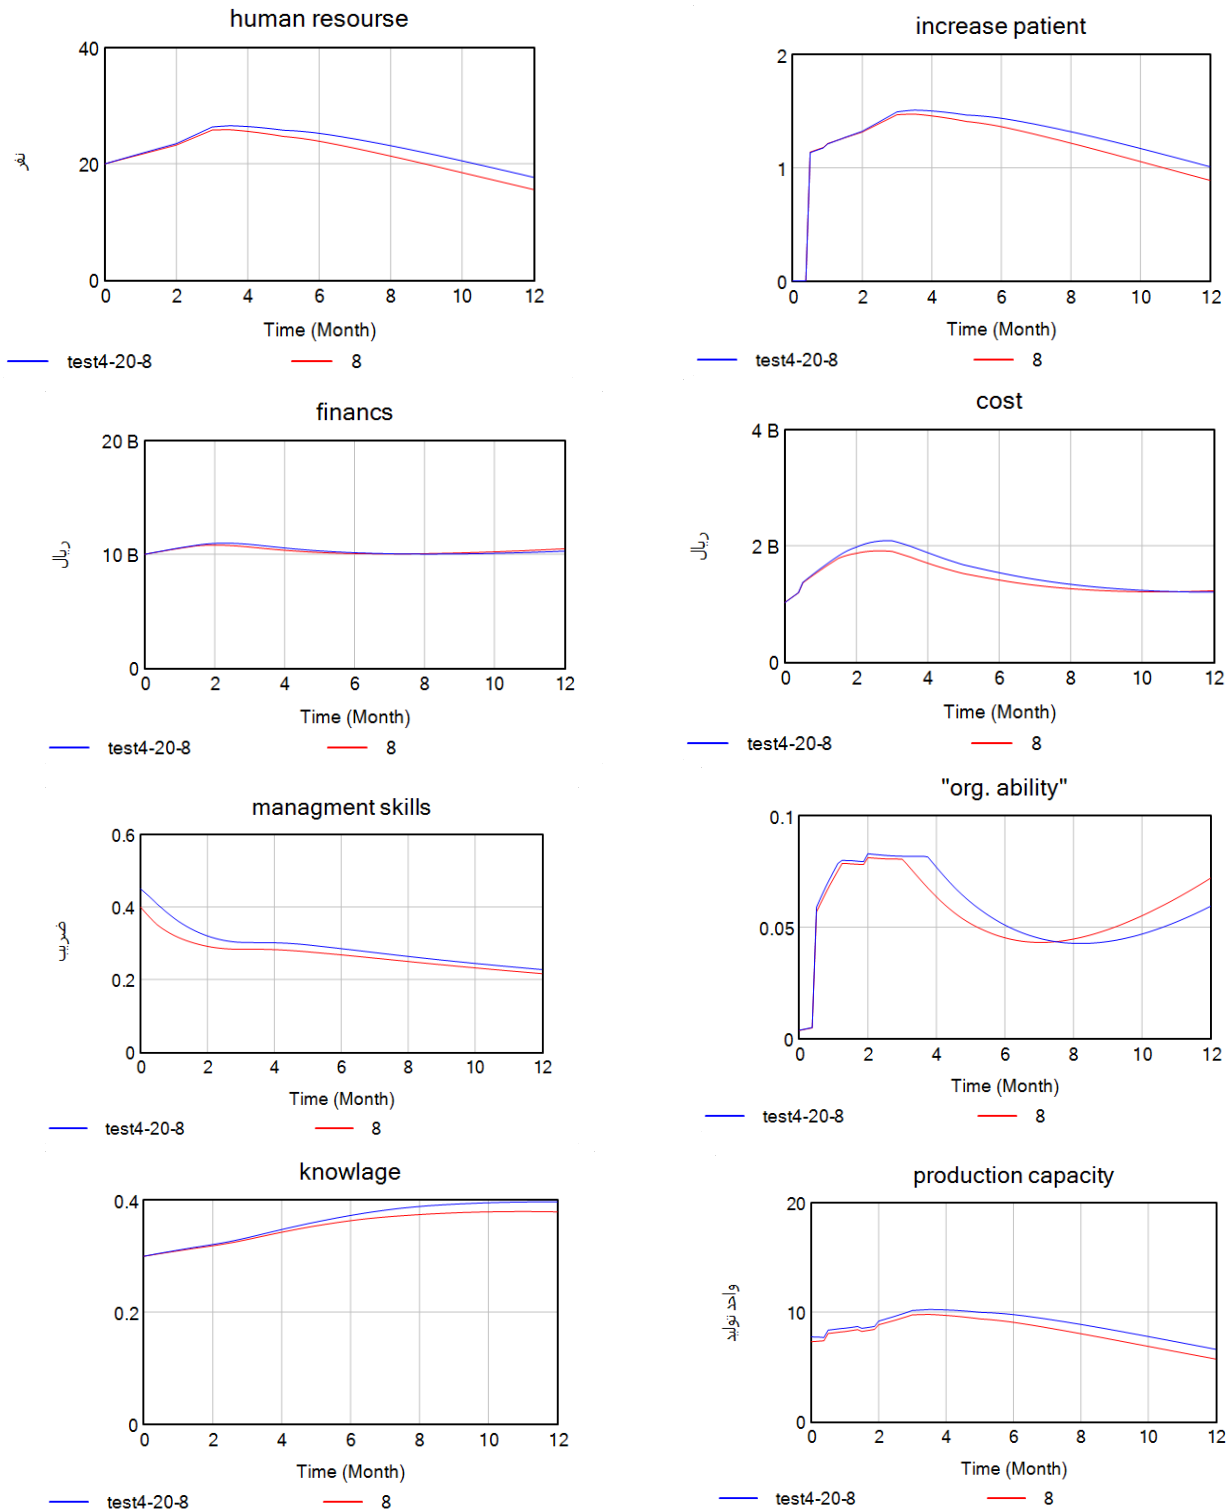 human resourse
40
20
0
نفر
0 2 4 6 8 10 12
Time (Month)
test4-20-8 8
increase patient
2
1
0
0 2 4 6 8 10 12
Time (Month)
test4-20-8 8
financs
20 B
10 B
0
ریال
0 2 4 6 8 10 12
Time (Month)
test4-20-8 8
cost
4 B
2 B
0
ریال
0 2 4 6 8 10 12
Time (Month)
test4-20-8 8
managment skills
0.6
0.4
0.2
0
ضریب
0 2 4 6 8 10 12
Time (Month)
test4-20-8 8
"org. ability"
0.1
0.05
0
0 2 4 6 8 10 12
Time (Month)
test4-20-8 8
knowlage
0.4
0.2
0
0 2 4 6 8 10 12
Time (Month)
test4-20-8 8
production capacity
20
10
0
واحد تولید
0 2 4 6 8 10 12
Time (Month)
test4-20-8 8